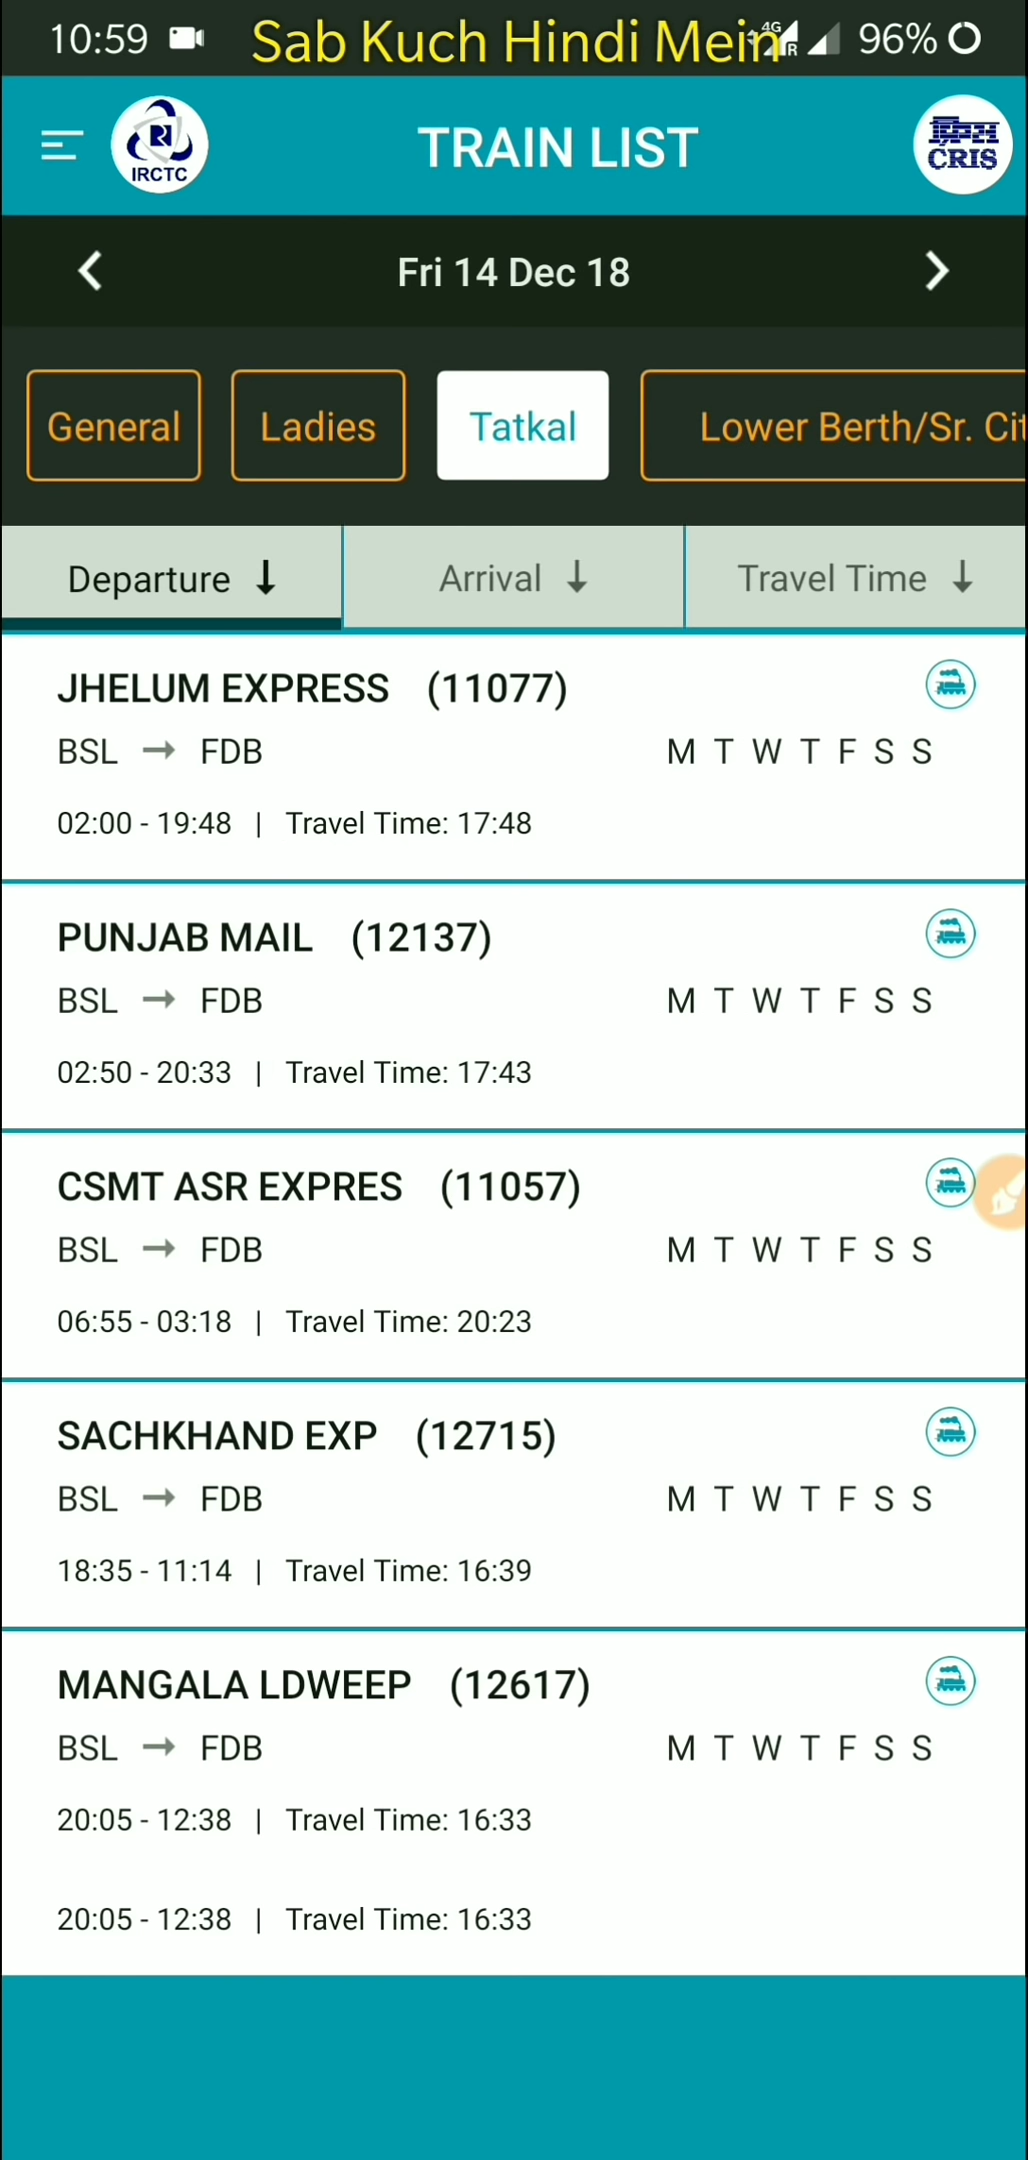 10:59 Sab Kuch Hindi Mein 4G R 96%
IRCTC TRAIN LIST क्रिस CRIS
Fri 14 Dec 18
General Ladies Tatkal Lower Berth/Sr. Cit
Departure ↓ Arrival ↓ Travel Time ↓
JHELUM EXPRESS (11077)
BSL → FDB M T W T F S S
02:00 - 19:48 | Travel Time: 17:48
PUNJAB MAIL (12137)
BSL → FDB M T W T F S S
02:50 - 20:33 | Travel Time: 17:43
CSMT ASR EXPRES (11057)
BSL → FDB M T W T F S S
06:55 - 03:18 | Travel Time: 20:23
SACHKHAND EXP (12715)
BSL → FDB M T W T F S S
18:35 - 11:14 | Travel Time: 16:39
MANGALA LDWEEP (12617)
BSL → FDB M T W T F S S
20:05 - 12:38 | Travel Time: 16:33
20:05 - 12:38 | Travel Time: 16:33